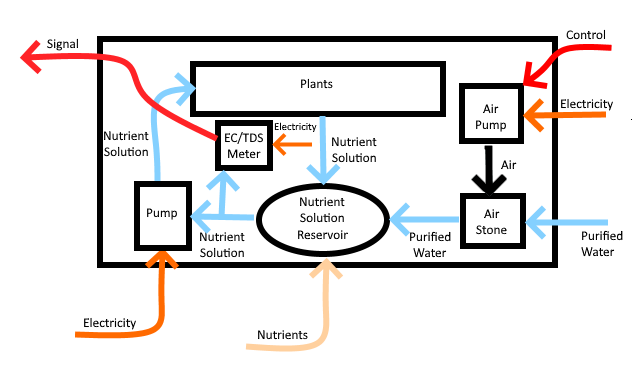 Signal
Control
Plants
Air
Pump
Electricity
Nutrient
Solution
EC/TDS
Meter
Electricity
Nutrient
Solution
Air
Pump
Nutrient
Solution
Reservoir
Air
Stone
Nutrient
Solution
Purified
Water
Purified
Water
Electricity
Nutrients